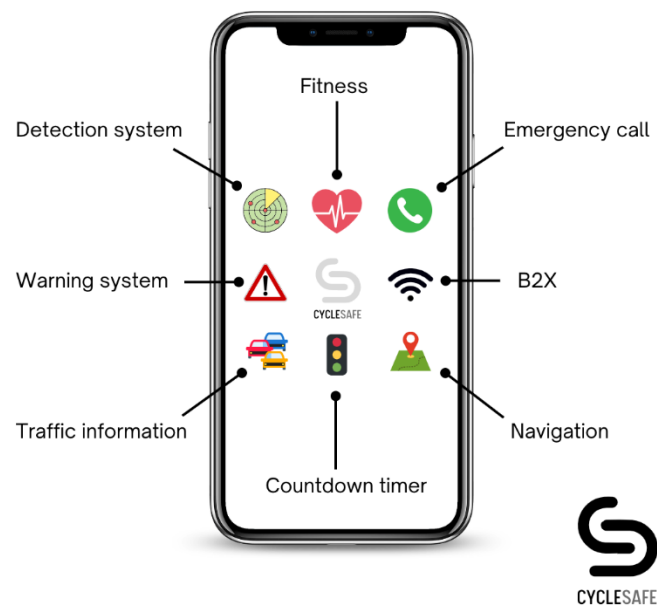 Fitness
Detection system
Emergency call
Warning system
B2X
CYCLESAFE
Traffic information
Navigation
Countdown timer
CYCLESAFE